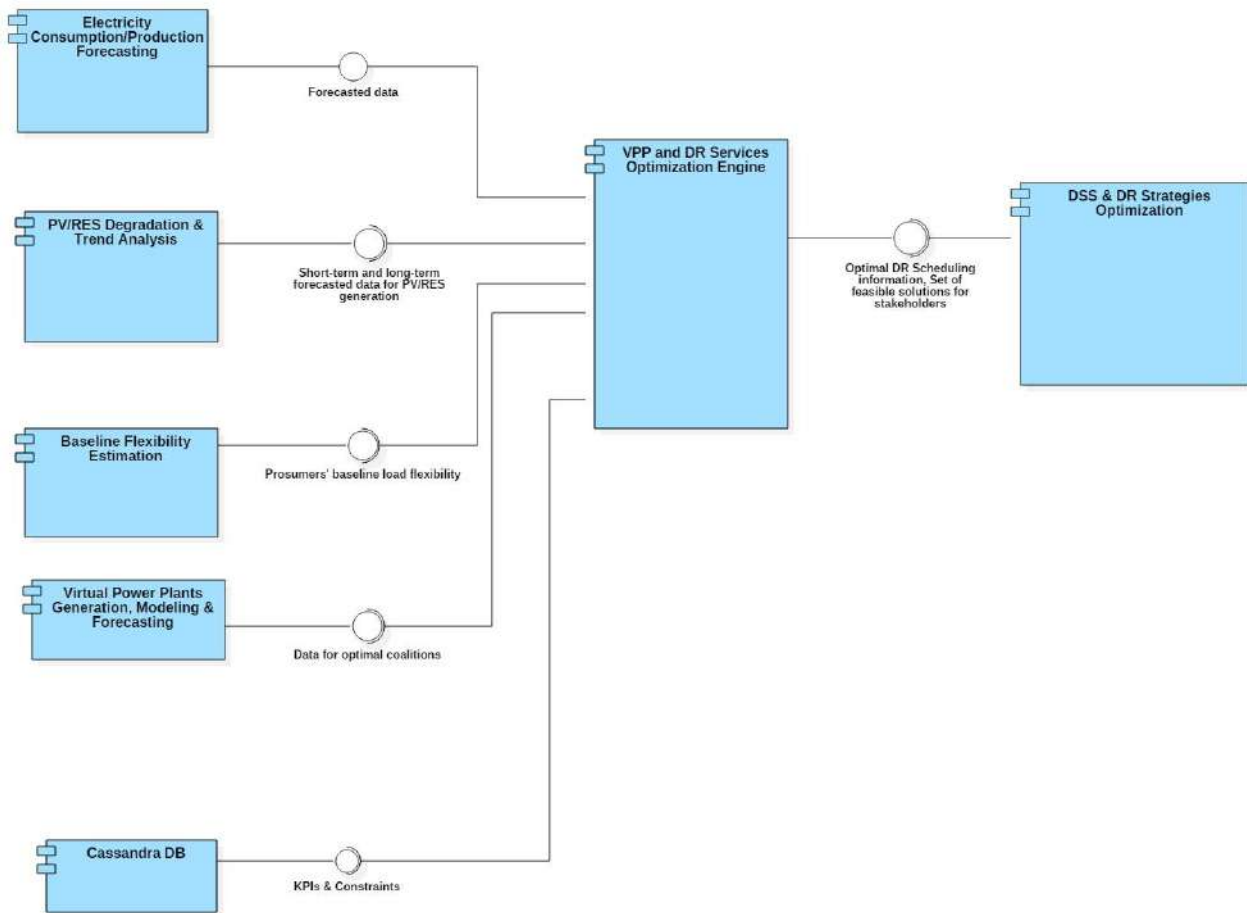 Electricity
Consumption/Production
Forecasting
Forecasted data
PV/RES Degradation &
Trend Analysis
Short-term and long-term
forecasted data for PV/RES
generation
Baseline Flexibility
Estimation
Prosumers' baseline load flexibility
Virtual Power Plants
Generation, Modeling &
Forecasting
Data for optimal coalitions
Cassandra DB
KPIs & Constraints
VPP and DR Services
Optimization Engine
Optimal DR Scheduling
information, Set of
feasible solutions for
stakeholders
DSS & DR Strategies
Optimization